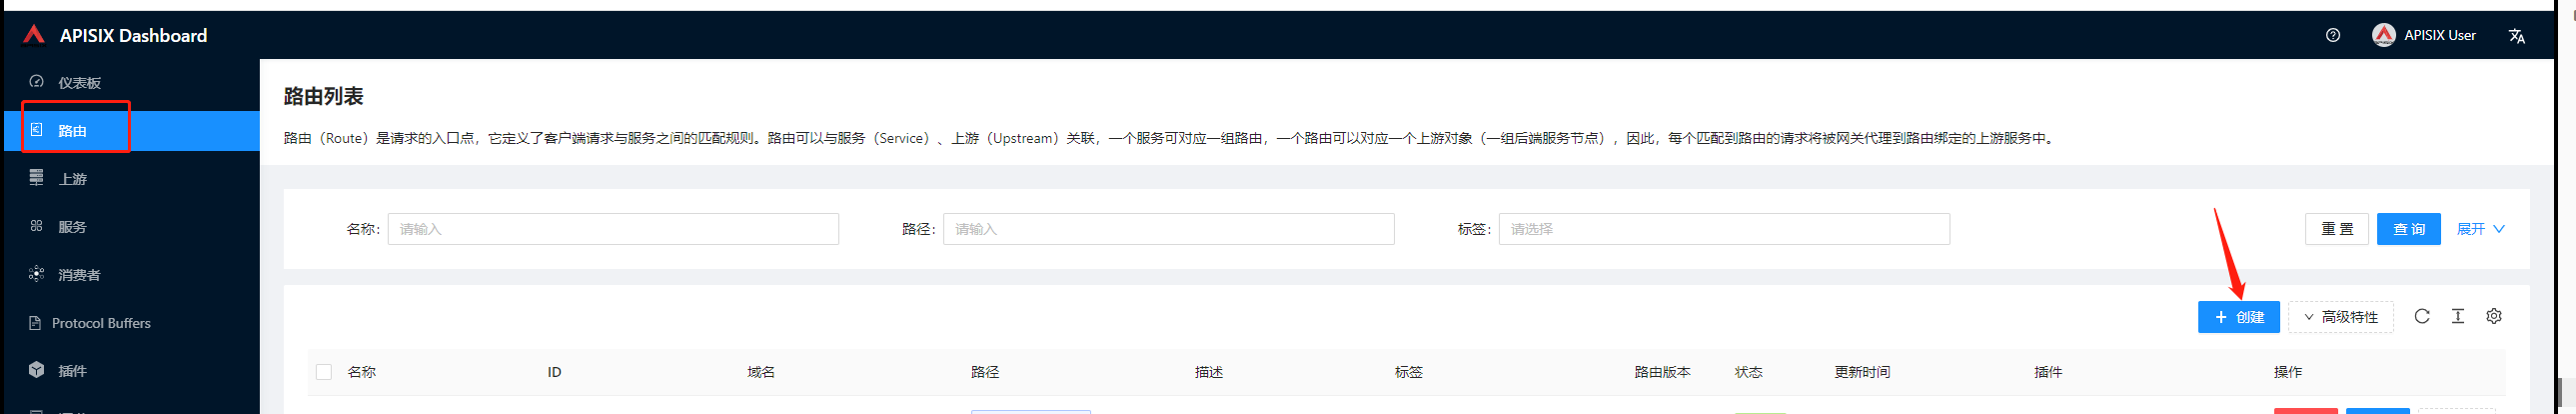 APISIX Dashboard
APISIX User
仪表板
路由
上游
服务
消费者
Protocol Buffers
插件
路由列表
路由（Route）是请求的入口点，它定义了客户端请求与服务之间的匹配规则。路由可以与服务（Service）、上游（Upstream）关联，一个服务可对应一组路由，一个路由可以对应一个上游对象（一组后端服务节点），因此，每个匹配到路由的请求将被网关代理到路由绑定的上游服务中。
名称: 请输入 路径: 请输入 标签: 请选择 重 置 查 询 展开
+ 创建 高级特性
名称 ID 域名 路径 描述 标签 路由版本 状态 更新时间 插件 操作